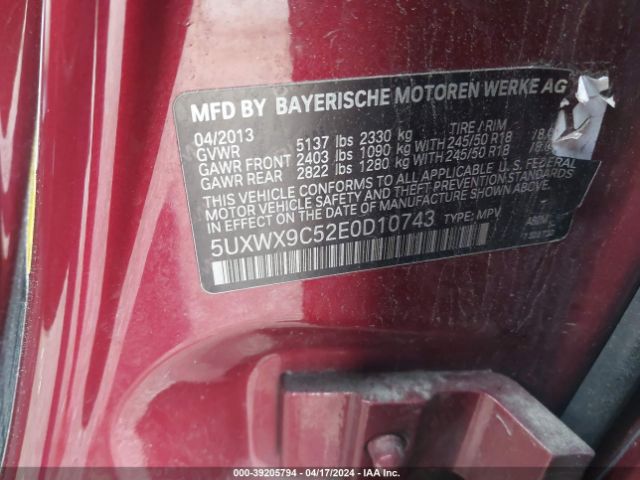 MFD BY BAYERISCHE MOTOREN WERKE AG
04/2013 TIRE / RIM
GVWR 5137 lbs 2330 kg
GAWR FRONT 2403 lbs 1090 kg WITH 245/50 R18
GAWR REAR 2822 lbs 1280 kg WITH 245/50 R18
THIS VEHICLE CONFORMS TO ALL APPLICABLE U.S. FEDERAL
MOTOR VEHICLE SAFETY AND THEFT PREVENTION STANDARDS
IN EFFECT ON THE DATE OF MANUFACTURE SHOWN ABOVE.
5UXWX9C52E0D10743 TYPE: MPV
000-39205794 - 04/17/2024 - IAA Inc.